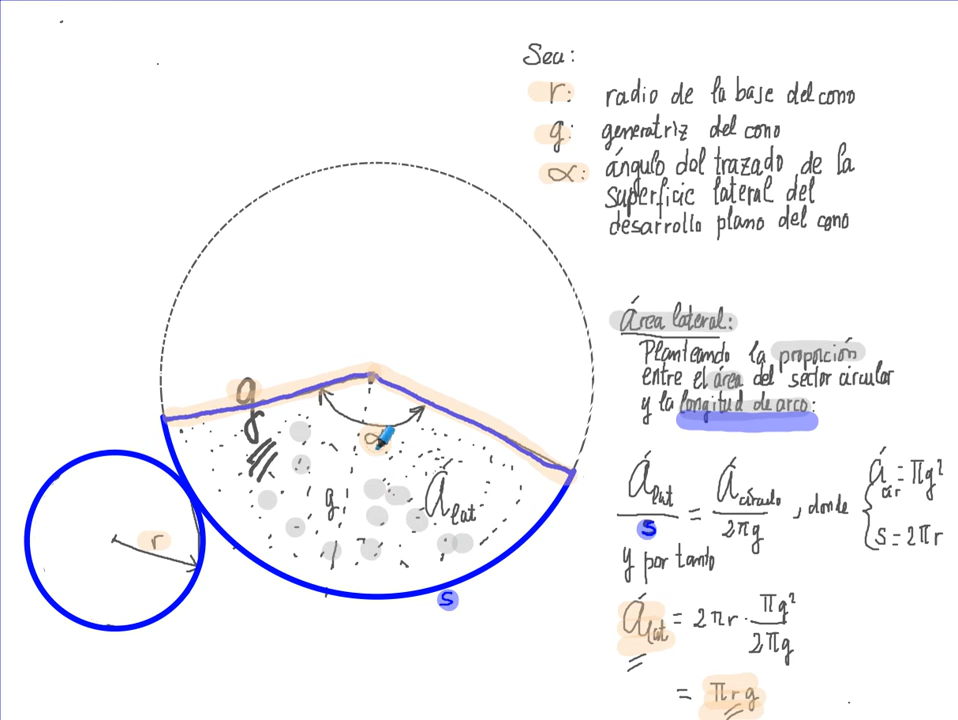 Sea:
r: radio de la base del cono
g: generatriz del cono
α: ángulo del trazado de la
superficie lateral del
desarrollo plano del cono
g
α
g
Álat
r
s
Área lateral:
Planteando la proporción
entre el área del sector circular
y la longitud de arco:
Álat / s = Ácírculo / 2πg , donde { Ácir = πg²
s = 2πr
y por tanto
Álat = 2πr · πg² / 2πg
= πrg